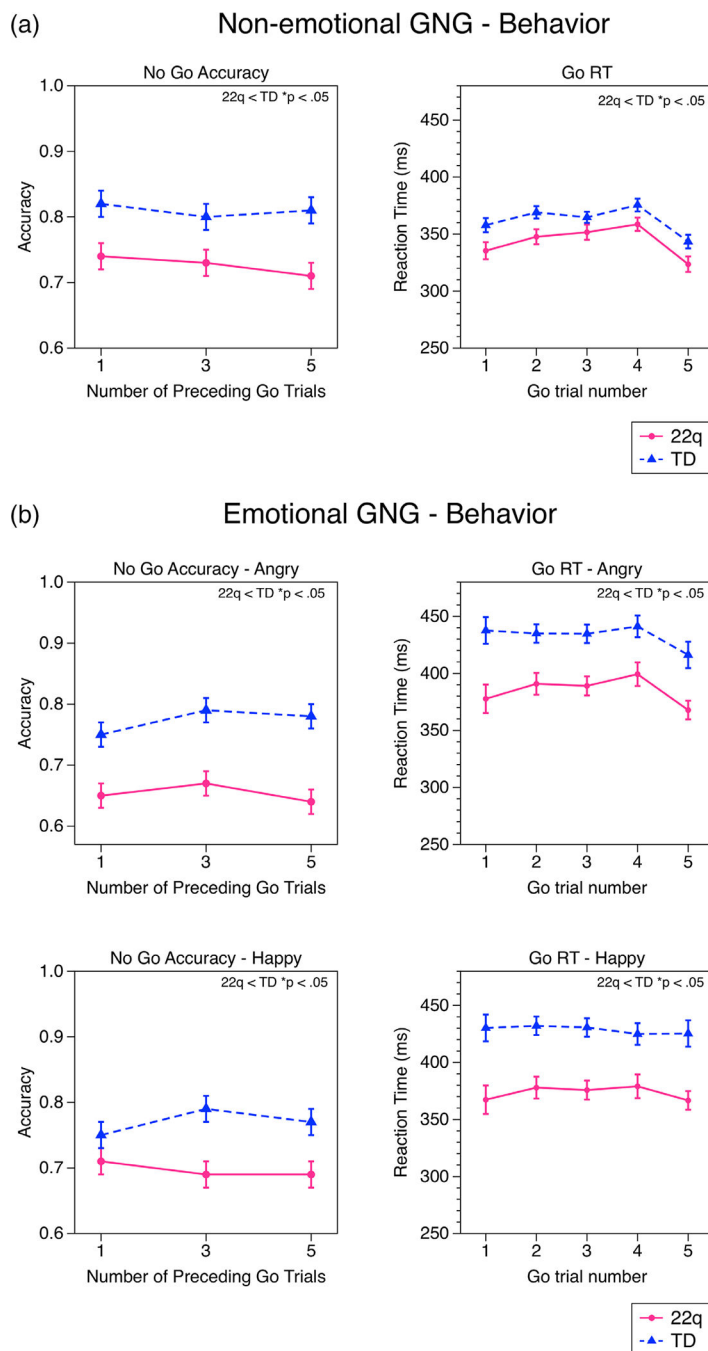 (a) Non-emotional GNG - Behavior
No Go Accuracy
22q < TD *p < .05
1.0
0.9
0.8
0.7
0.6
Accuracy
1 3 5
Number of Preceding Go Trials
Go RT
22q < TD *p < .05
450
400
350
300
250
Reaction Time (ms)
1 2 3 4 5
Go trial number
22q
TD
(b) Emotional GNG - Behavior
No Go Accuracy - Angry
22q < TD *p < .05
1.0
0.9
0.8
0.7
0.6
Accuracy
1 3 5
Number of Preceding Go Trials
Go RT - Angry
22q < TD *p < .05
450
400
350
300
250
Reaction Time (ms)
1 2 3 4 5
Go trial number
No Go Accuracy - Happy
22q < TD *p < .05
1.0
0.9
0.8
0.7
0.6
Accuracy
1 3 5
Number of Preceding Go Trials
Go RT - Happy
22q < TD *p < .05
450
400
350
300
250
Reaction Time (ms)
1 2 3 4 5
Go trial number
22q
TD